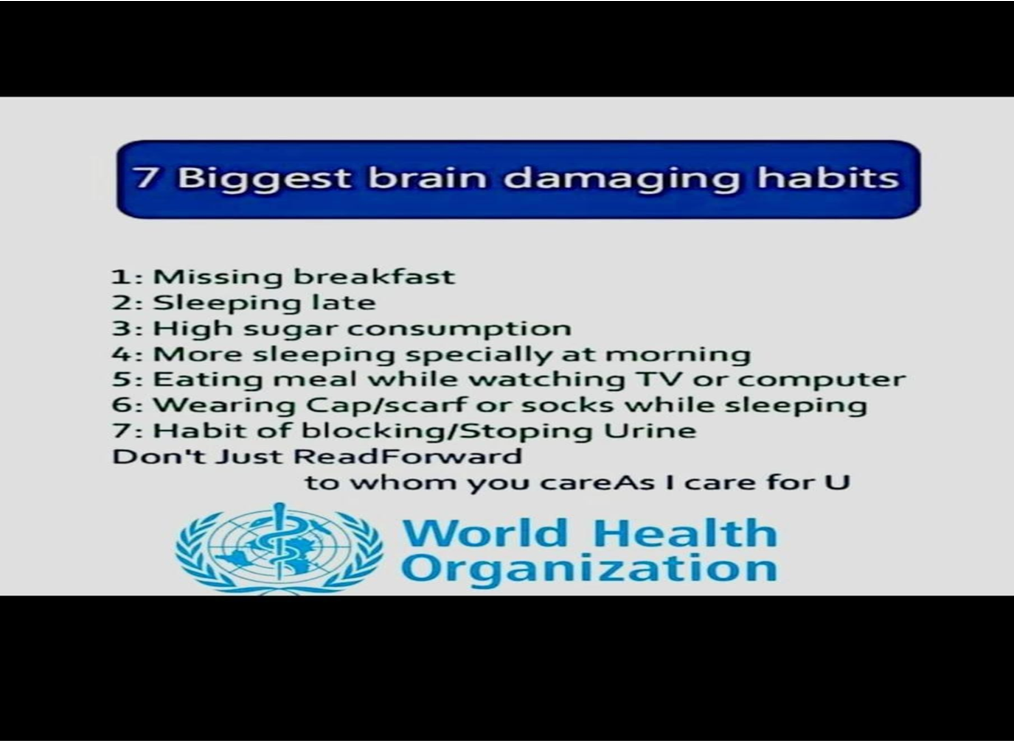 7 Biggest brain damaging habits
1: Missing breakfast
2: Sleeping late
3: High sugar consumption
4: More sleeping specially at morning
5: Eating meal while watching TV or computer
6: Wearing Cap/scarf or socks while sleeping
7: Habit of blocking/Stoping Urine
Don't Just ReadForward
to whom you careAs I care for U
World Health
Organization